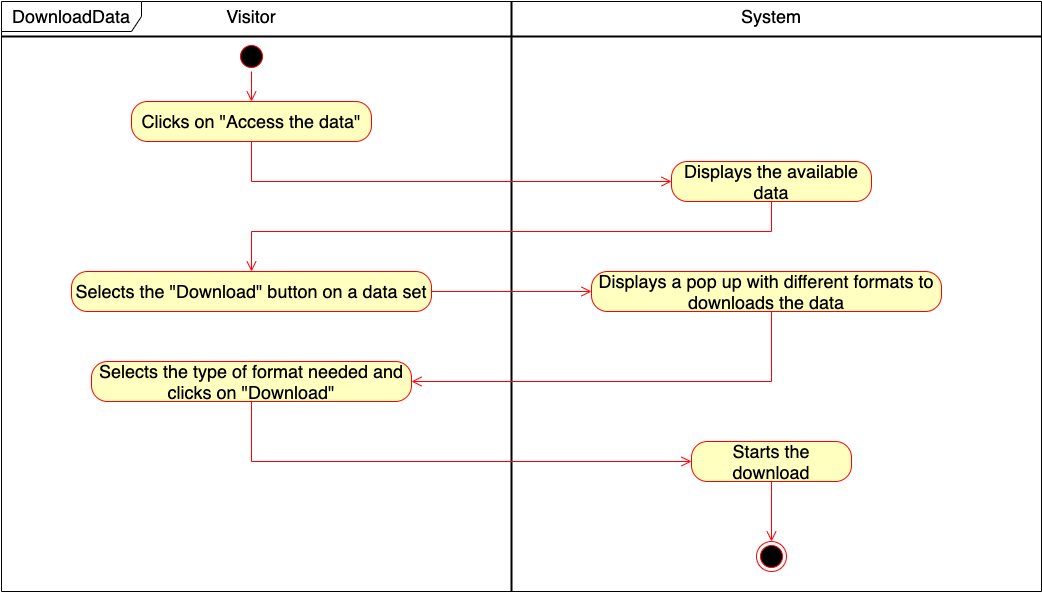 DownloadData
Visitor
System
Clicks on "Access the data"
Displays the available
data
Selects the "Download" button on a data set
Displays a pop up with different formats to
downloads the data
Selects the type of format needed and
clicks on "Download"
Starts the
download